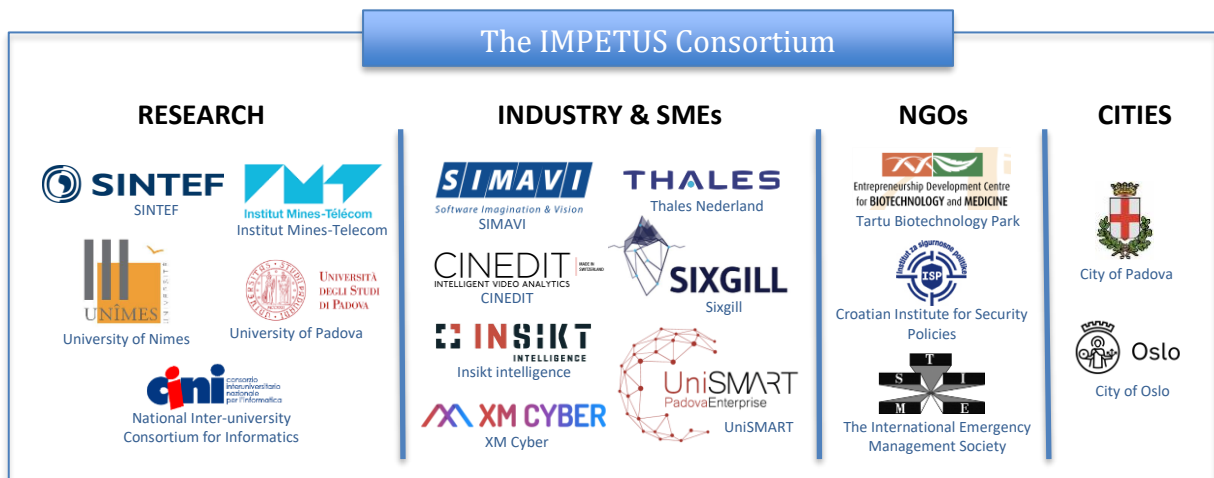 The IMPETUS Consortium
RESEARCH
SINTEF
SINTEF
Institut Mines-Télécom
Institut Mines-Telecom
UNÎMES
UNIVERSITÉ
University of Nimes
UNIVERSITÀ
DEGLI STUDI
DI PADOVA
University of Padova
cini
consorzio
interuniversitario
nazionale
per l'informatica
National Inter-university
Consortium for Informatics
INDUSTRY & SMEs
SIMAVI
Software Imagination & Vision
SIMAVI
THALES
Thales Nederland
CINEDIT
MADE IN
SWITZERLAND
INTELLIGENT VIDEO ANALYTICS
CINEDIT
SIXGILL
Sixgill
INSIKT
INTELLIGENCE
Insikt intelligence
UniSMART
PadovaEnterprise
UniSMART
XM CYBER
XM Cyber
NGOs
Entrepreneurship Development Centre
for BIOTECHNOLOGY and MEDICINE
Tartu Biotechnology Park
Institut za sigurnosne politike
ISP
Croatian Institute for Security
Policies
T
S I
M E
The International Emergency
Management Society
CITIES
City of Padova
Oslo
City of Oslo